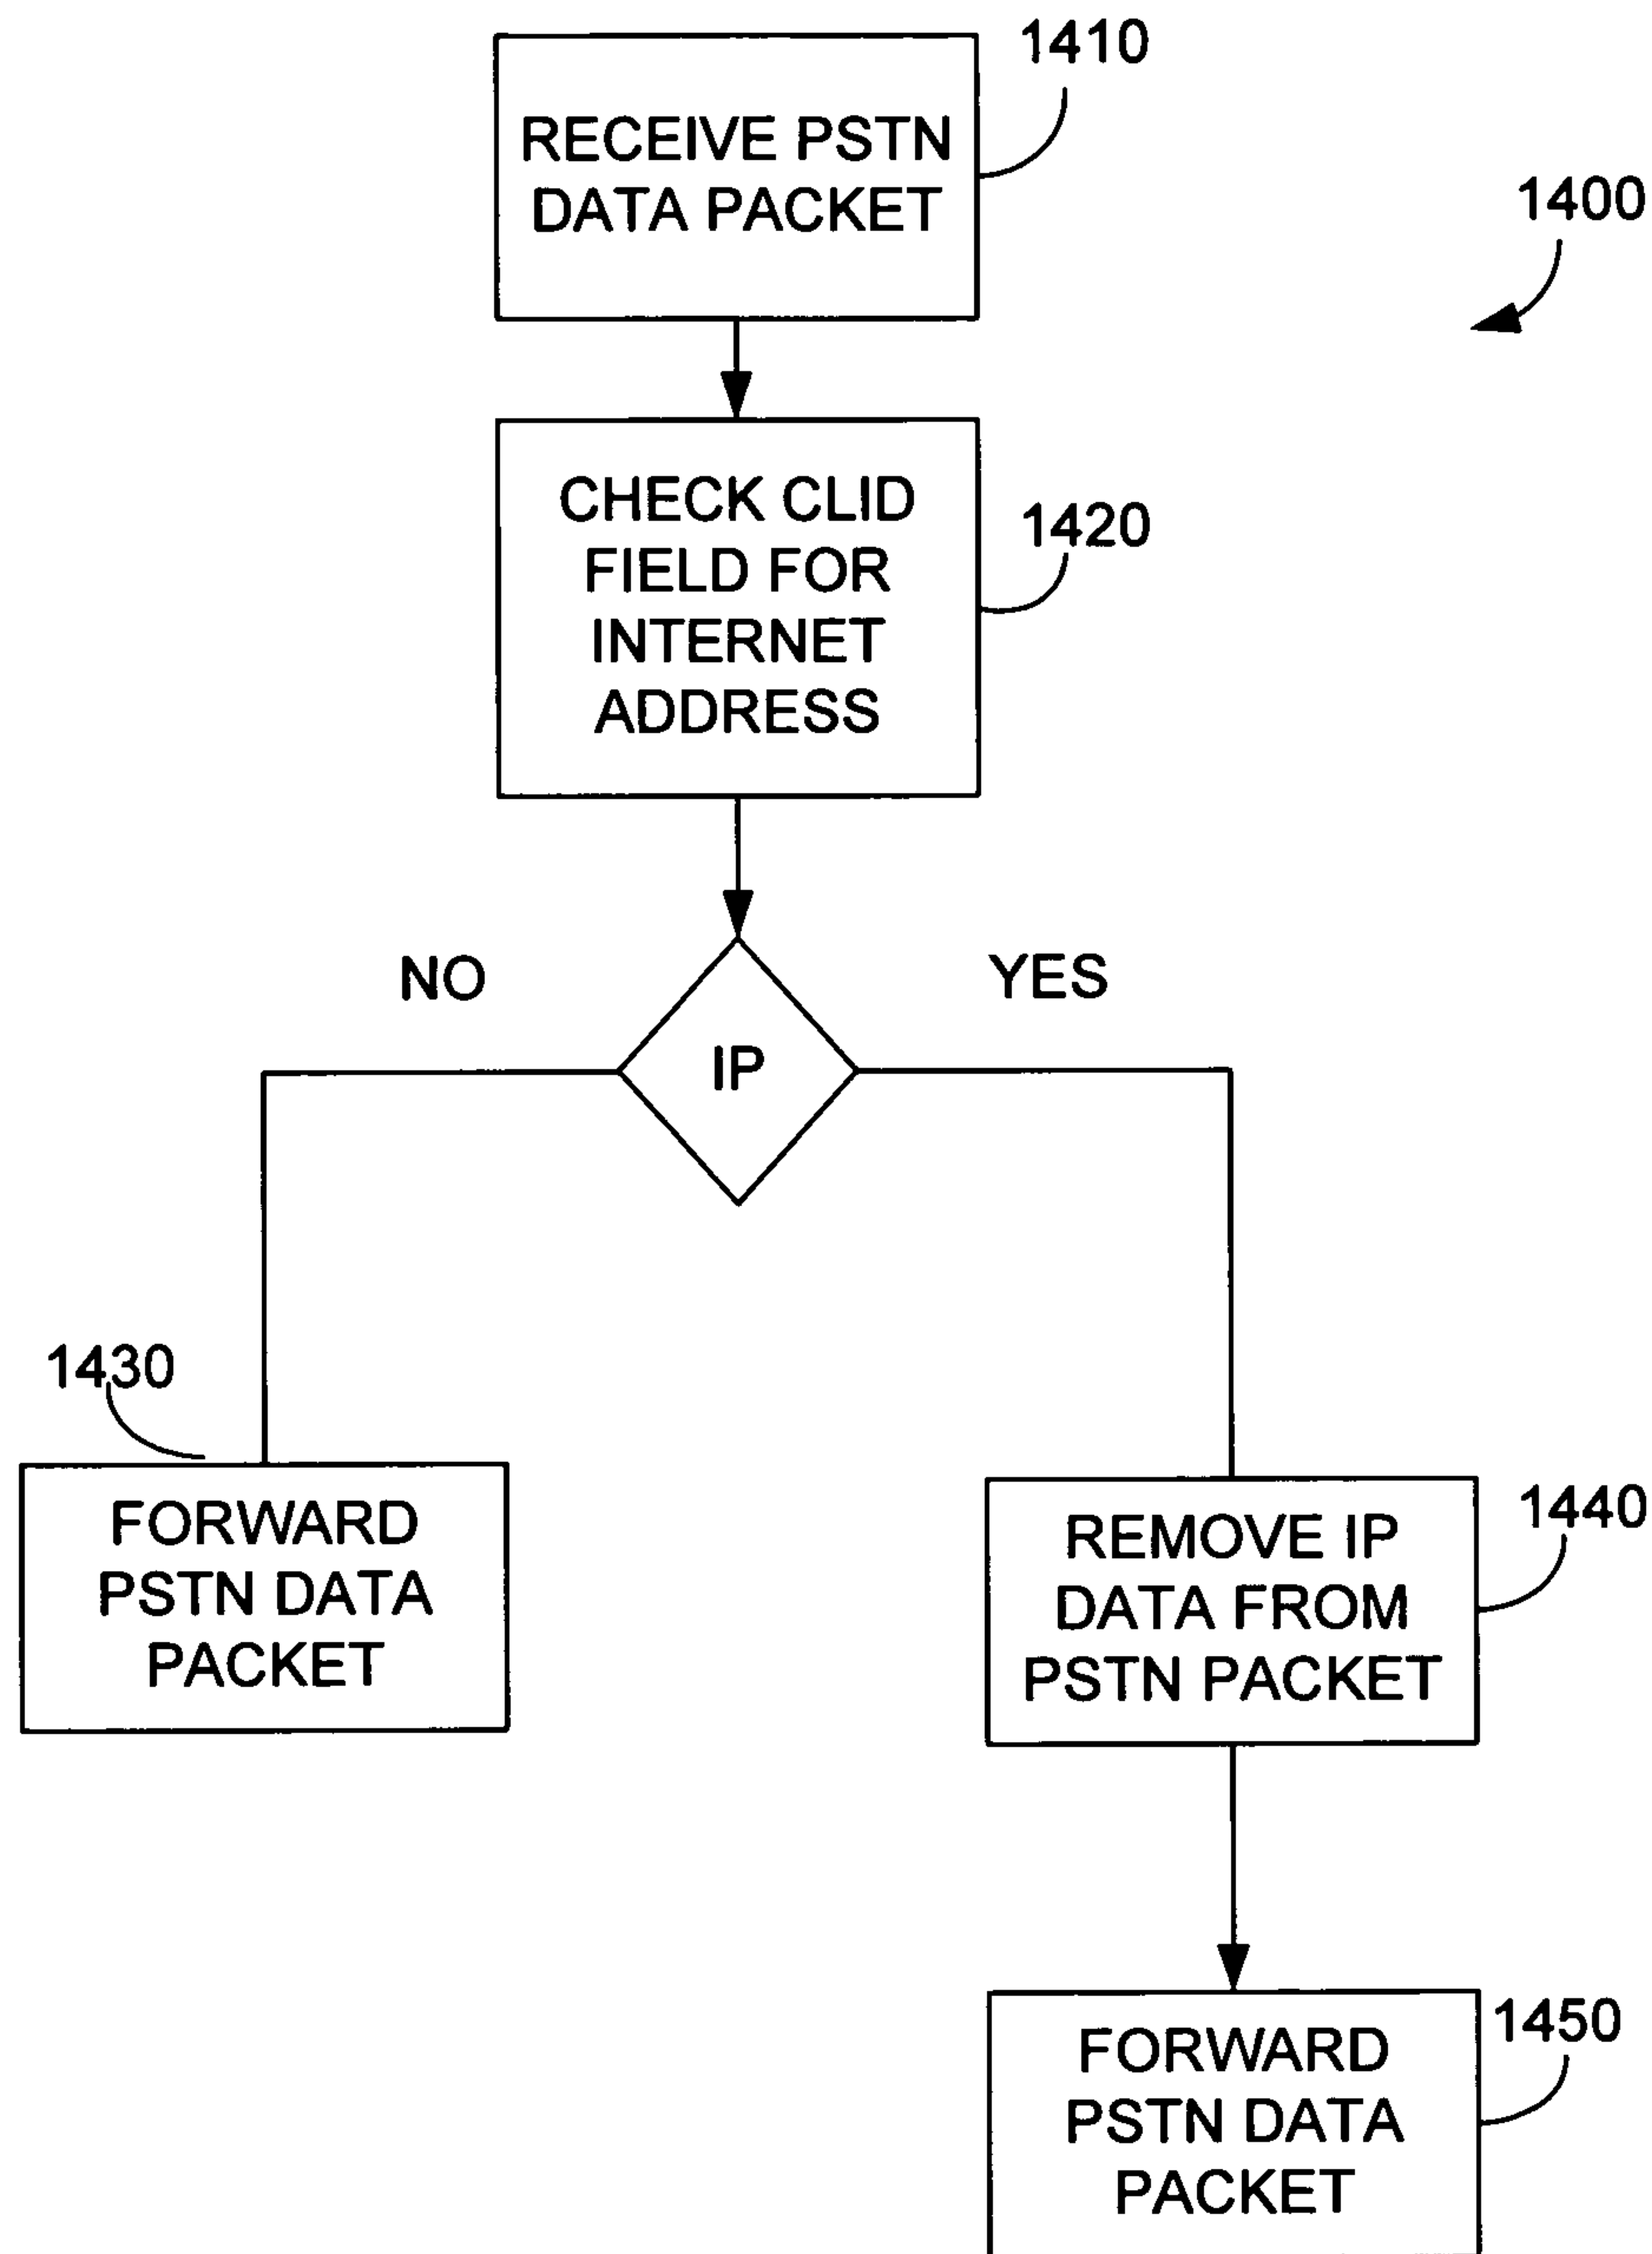 1410
RECEIVE PSTN
DATA PACKET
1400
CHECK CLID
FIELD FOR
INTERNET
ADDRESS
1420
NO
YES
IP
1430
FORWARD
PSTN DATA
PACKET
1440
REMOVE IP
DATA FROM
PSTN PACKET
1450
FORWARD
PSTN DATA
PACKET